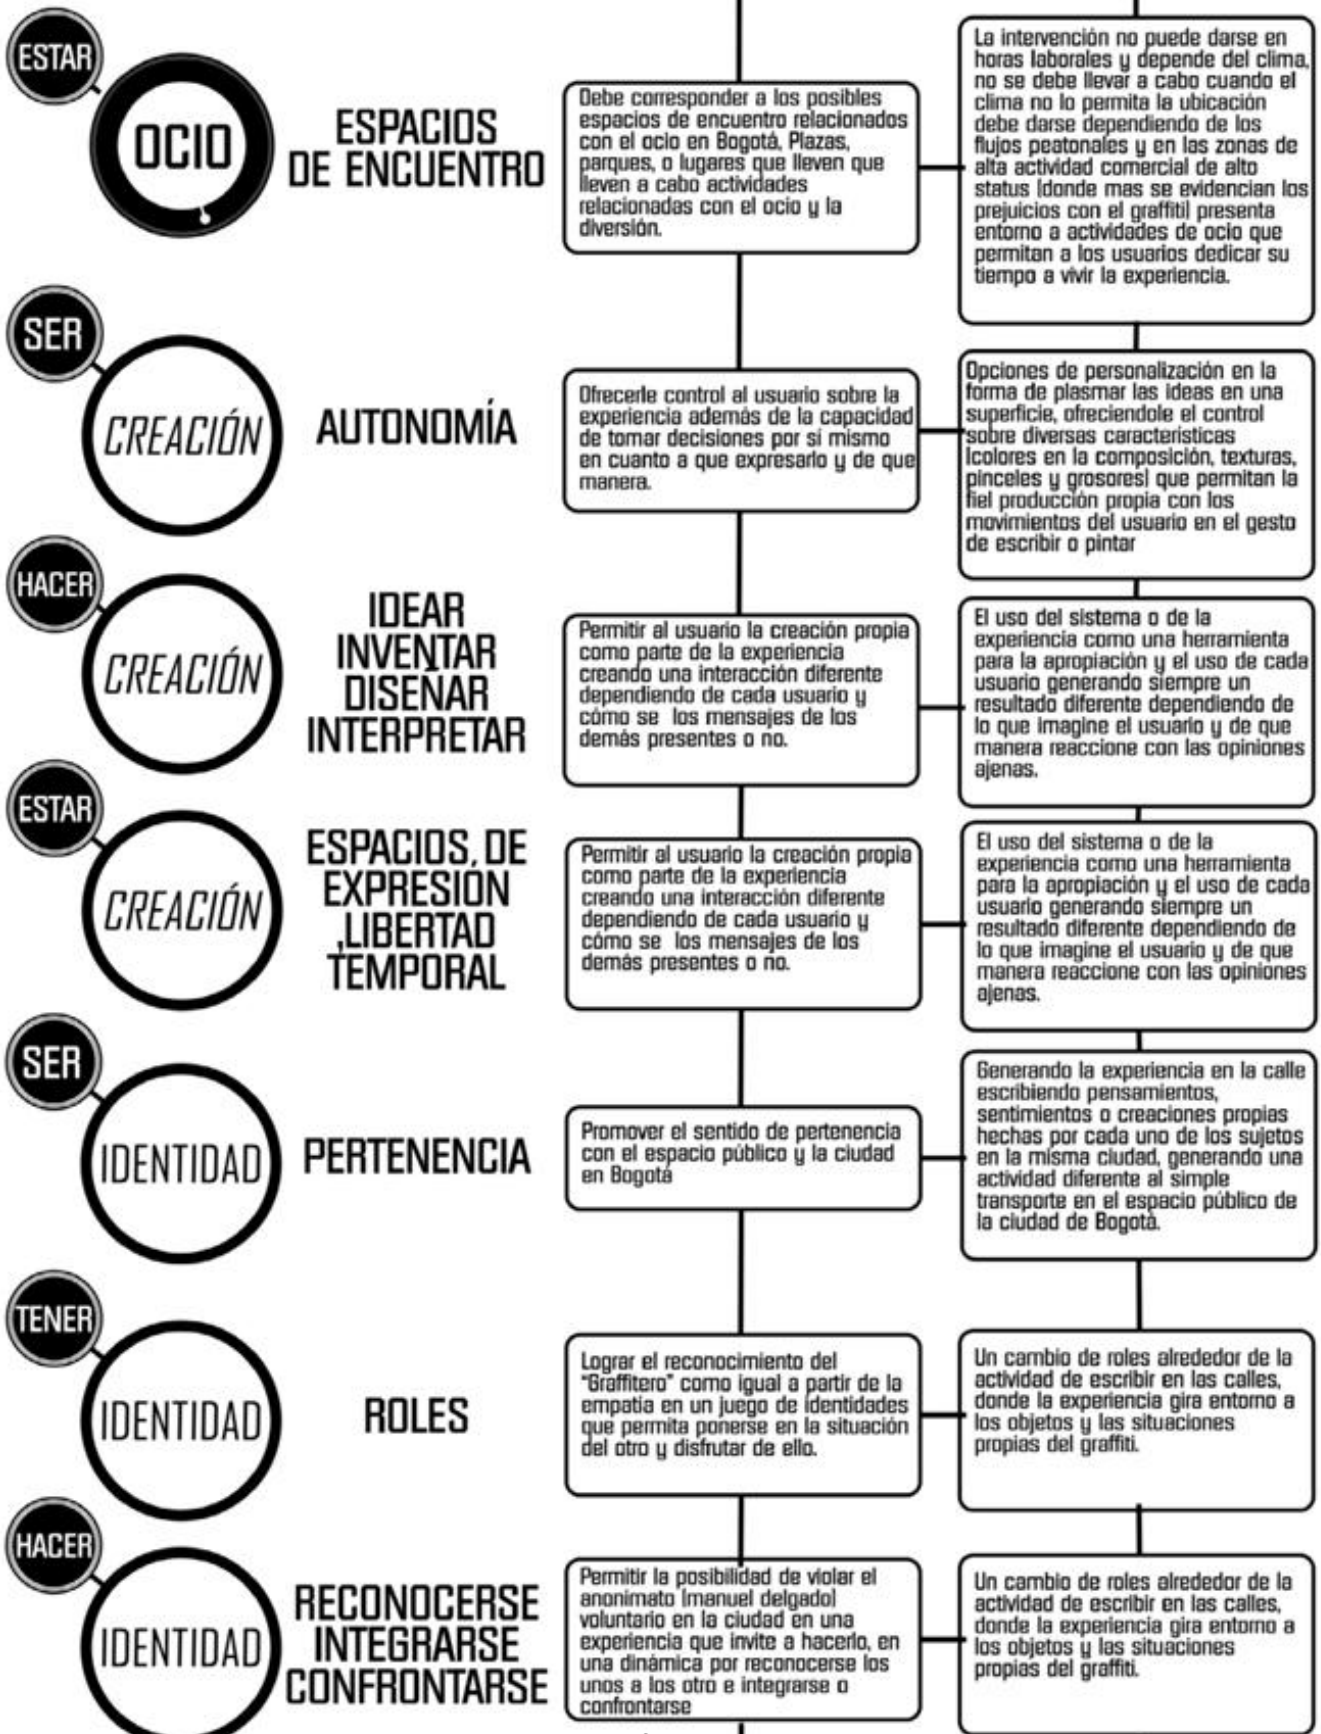 ESTAR
OCIO
ESPACIOS
DE ENCUENTRO
Debe corresponder a los posibles
espacios de encuentro relacionados
con el ocio en Bogotá, Plazas,
parques, o lugares que lleven que
lleven a cabo actividades
relacionadas con el ocio y la
diversión.
La intervención no puede darse en
horas laborales y depende del clima,
no se debe llevar a cabo cuando el
clima no lo permita la ubicación
debe darse dependiendo de los
flujos peatonales y en las zonas de
alta actividad comercial de alto
status (donde mas se evidencian los
prejuicios con el graffiti) presenta
entorno a actividades de ocio que
permitan a los usuarios dedicar su
tiempo a vivir la experiencia.
SER
CREACIÓN
AUTONOMÍA
Ofrecerle control al usuario sobre la
experiencia además de la capacidad
de tomar decisiones por sí mismo
en cuanto a que expresarlo y de que
manera.
Opciones de personalización en la
forma de plasmar las ideas en una
superficie, ofreciendole el control
sobre diversas características
(colores en la composición, texturas,
pinceles y grosores) que permitan la
fiel producción propia con los
movimientos del usuario en el gesto
de escribir o pintar
HACER
CREACIÓN
IDEAR
INVENTAR
DISEÑAR
INTERPRETAR
Permitir al usuario la creación propia
como parte de la experiencia
creando una interacción diferente
dependiendo de cada usuario y
cómo se los mensajes de los
demás presentes o no.
El uso del sistema o de la
experiencia como una herramienta
para la apropiación y el uso de cada
usuario generando siempre un
resultado diferente dependiendo de
lo que imagine el usuario y de que
manera reaccione con las opiniones
ajenas.
ESTAR
CREACIÓN
ESPACIOS, DE
EXPRESIÓN
,LIBERTAD
TEMPORAL
Permitir al usuario la creación propia
como parte de la experiencia
creando una interacción diferente
dependiendo de cada usuario y
cómo se los mensajes de los
demás presentes o no.
El uso del sistema o de la
experiencia como una herramienta
para la apropiación y el uso de cada
usuario generando siempre un
resultado diferente dependiendo de
lo que imagine el usuario y de que
manera reaccione con las opiniones
ajenas.
SER
IDENTIDAD
PERTENENCIA
Promover el sentido de pertenencia
con el espacio público y la ciudad
en Bogotá
Generando la experiencia en la calle
escribiendo pensamientos,
sentimientos o creaciones propias
hechas por cada uno de los sujetos
en la misma ciudad, generando una
actividad diferente al simple
transporte en el espacio público de
la ciudad de Bogotá.
TENER
IDENTIDAD
ROLES
Lograr el reconocimiento del
"Graffitero" como igual a partir de la
empatía en un juego de identidades
que permita ponerse en la situación
del otro y disfrutar de ello.
Un cambio de roles alrededor de la
actividad de escribir en las calles,
donde la experiencia gira entorno a
los objetos y las situaciones
propias del graffiti.
HACER
IDENTIDAD
RECONOCERSE
INTEGRARSE
CONFRONTARSE
Permitir la posibilidad de violar el
anonimato (manuel delgado)
voluntario en la ciudad en una
experiencia que invite a hacerlo, en
una dinámica por reconocerse los
unos a los otro e integrarse o
confrontarse
Un cambio de roles alrededor de la
actividad de escribir en las calles,
donde la experiencia gira entorno a
los objetos y las situaciones
propias del graffiti.